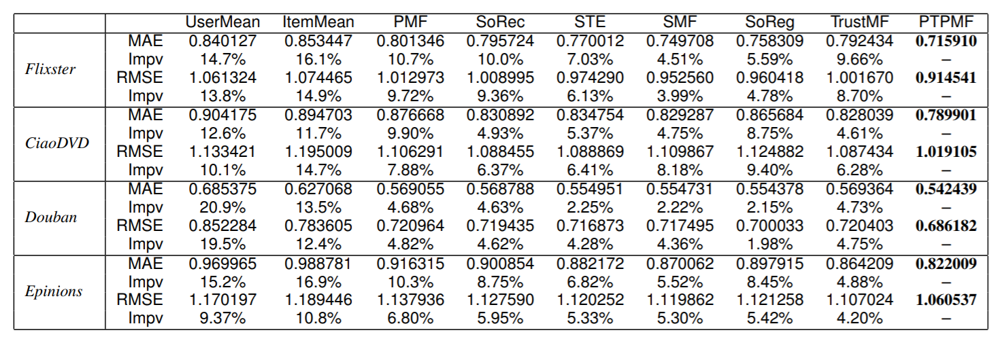 UserMean ItemMean PMF SoRec STE SMF SoReg TrustMF PTPMF
MAE 0.840127 0.853447 0.801346 0.795724 0.770012 0.749708 0.758309 0.792434 0.715910
Impv 14.7% 16.1% 10.7% 10.0% 7.03% 4.51% 5.59% 9.66% –
Flixster
RMSE 1.061324 1.074465 1.012973 1.008995 0.974290 0.952560 0.960418 1.001670 0.914541
Impv 13.8% 14.9% 9.72% 9.36% 6.13% 3.99% 4.78% 8.70% –
MAE 0.904175 0.894703 0.876668 0.830892 0.834754 0.829287 0.865684 0.828039 0.789901
Impv 12.6% 11.7% 9.90% 4.93% 5.37% 4.75% 8.75% 4.61% –
CiaoDVD
RMSE 1.133421 1.195009 1.106291 1.088455 1.088869 1.109867 1.124882 1.087434 1.019105
Impv 10.1% 14.7% 7.88% 6.37% 6.41% 8.18% 9.40% 6.28% –
MAE 0.685375 0.627068 0.569055 0.568788 0.554951 0.554731 0.554378 0.569364 0.542439
Impv 20.9% 13.5% 4.68% 4.63% 2.25% 2.22% 2.15% 4.73% –
Douban
RMSE 0.852284 0.783605 0.720964 0.719435 0.716873 0.717495 0.700033 0.720403 0.686182
Impv 19.5% 12.4% 4.82% 4.62% 4.28% 4.36% 1.98% 4.75% –
MAE 0.969965 0.988781 0.916315 0.900854 0.882172 0.870062 0.897915 0.864209 0.822009
Impv 15.2% 16.9% 10.3% 8.75% 6.82% 5.52% 8.45% 4.88% –
Epinions
RMSE 1.170197 1.189446 1.137936 1.127590 1.120252 1.119862 1.121258 1.107024 1.060537
Impv 9.37% 10.8% 6.80% 5.95% 5.33% 5.30% 5.42% 4.20% –